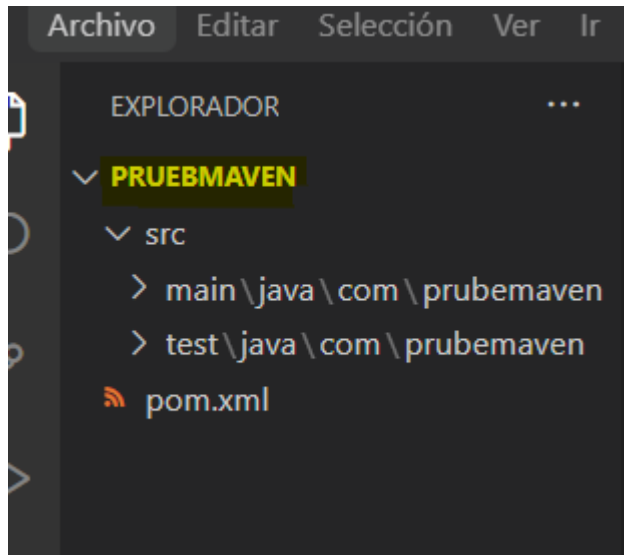 Archivo Editar Selección Ver Ir
EXPLORADOR ...
PRUEBMAVEN
src
main\java\com\prubemaven
test\java\com\prubemaven
pom.xml